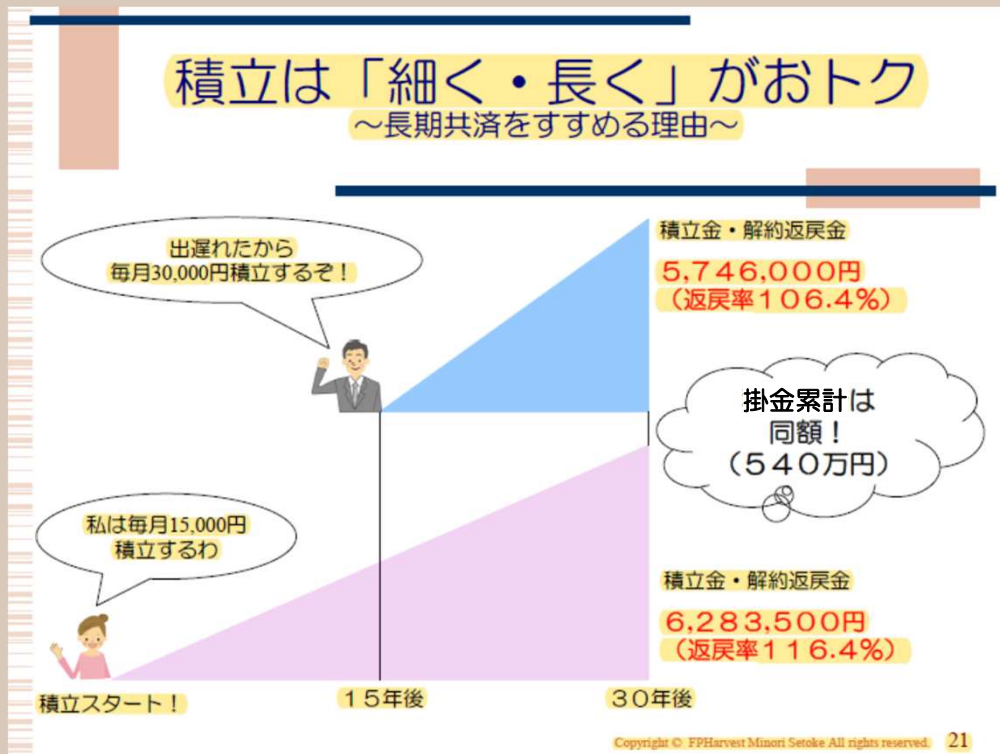 積立は「細く・長く」がおトク
～長期共済をすすめる理由～
出遅れたから
毎月30,000円積立するぞ！
積立金・解約返戻金
５,７４６,０００円
（返戻率１０６.４％）
掛金累計は
同額！
（５４０万円）
私は毎月15,000円
積立するわ
積立金・解約返戻金
６,２８３,５００円
（返戻率１１６.４％）
積立スタート！
１５年後
３０年後
Copyright © FPHarvest Minori Setoke All rights reserved.
21